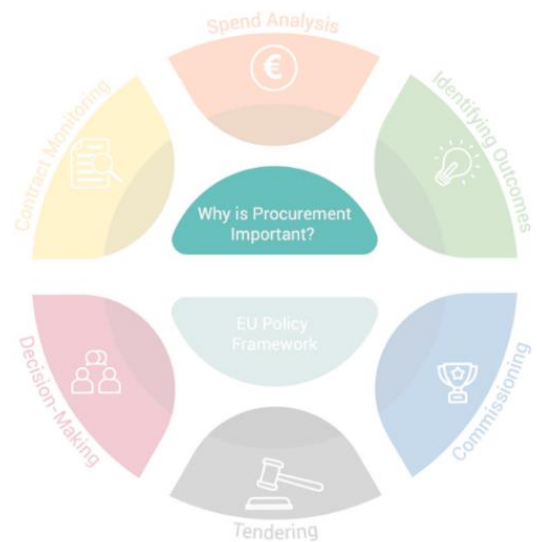 Spend Analysis
Identifying Outcomes
Contract Monitoring
€
Why is Procurement
Important?
EU Policy
Framework
Decision-Making
Commissioning
Tendering